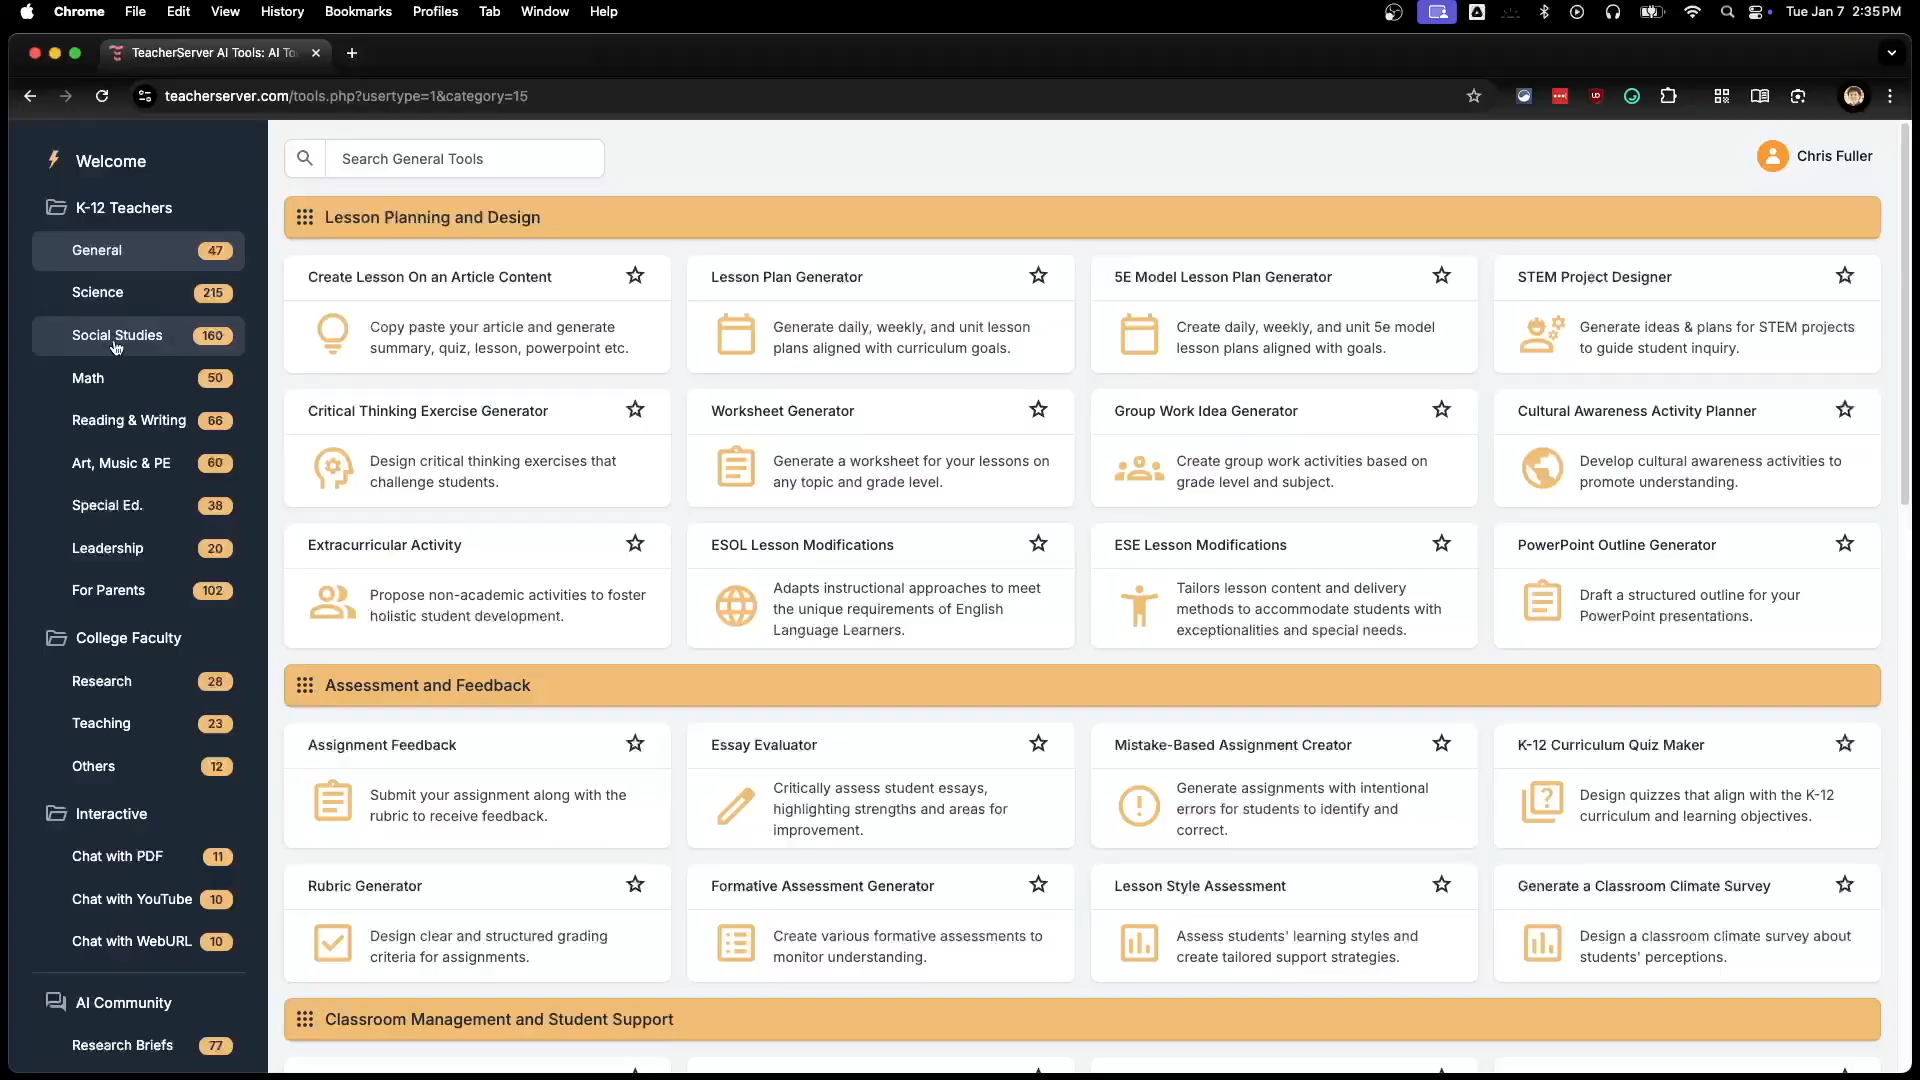 Chrome File Edit View History Bookmarks Profiles Tab Window Help Tue Jan 7 2:35 PM
TeacherServer AI Tools: AI To
teacherserver.com/tools.php?usertype=1&category=15
Welcome
K-12 Teachers
General 47
Science 215
Social Studies 160
Math 50
Reading & Writing 66
Art, Music & PE 60
Special Ed. 38
Leadership 20
For Parents 102
College Faculty
Research 28
Teaching 23
Others 12
Interactive
Chat with PDF 11
Chat with YouTube 10
Chat with WebURL 10
AI Community
Research Briefs 77
Search General Tools
Chris Fuller
Lesson Planning and Design
Create Lesson On an Article Content
Copy paste your article and generate
summary, quiz, lesson, powerpoint etc.
Lesson Plan Generator
Generate daily, weekly, and unit lesson
plans aligned with curriculum goals.
5E Model Lesson Plan Generator
Create daily, weekly, and unit 5e model
lesson plans aligned with goals.
STEM Project Designer
Generate ideas & plans for STEM projects
to guide student inquiry.
Critical Thinking Exercise Generator
Design critical thinking exercises that
challenge students.
Worksheet Generator
Generate a worksheet for your lessons on
any topic and grade level.
Group Work Idea Generator
Create group work activities based on
grade level and subject.
Cultural Awareness Activity Planner
Develop cultural awareness activities to
promote understanding.
Extracurricular Activity
Propose non-academic activities to foster
holistic student development.
ESOL Lesson Modifications
Adapts instructional approaches to meet
the unique requirements of English
Language Learners.
ESE Lesson Modifications
Tailors lesson content and delivery
methods to accommodate students with
exceptionalities and special needs.
PowerPoint Outline Generator
Draft a structured outline for your
PowerPoint presentations.
Assessment and Feedback
Assignment Feedback
Submit your assignment along with the
rubric to receive feedback.
Essay Evaluator
Critically assess student essays,
highlighting strengths and areas for
improvement.
Mistake-Based Assignment Creator
Generate assignments with intentional
errors for students to identify and
correct.
K-12 Curriculum Quiz Maker
Design quizzes that align with the K-12
curriculum and learning objectives.
Rubric Generator
Design clear and structured grading
criteria for assignments.
Formative Assessment Generator
Create various formative assessments to
monitor understanding.
Lesson Style Assessment
Assess students' learning styles and
create tailored support strategies.
Generate a Classroom Climate Survey
Design a classroom climate survey about
students' perceptions.
Classroom Management and Student Support